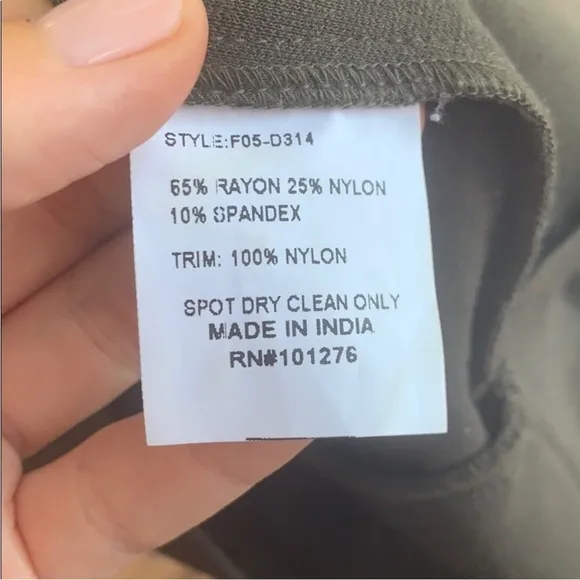 STYLE:F05-D314
65% RAYON 25% NYLON
10% SPANDEX
TRIM: 100% NYLON
SPOT DRY CLEAN ONLY
MADE IN INDIA
RN#101276